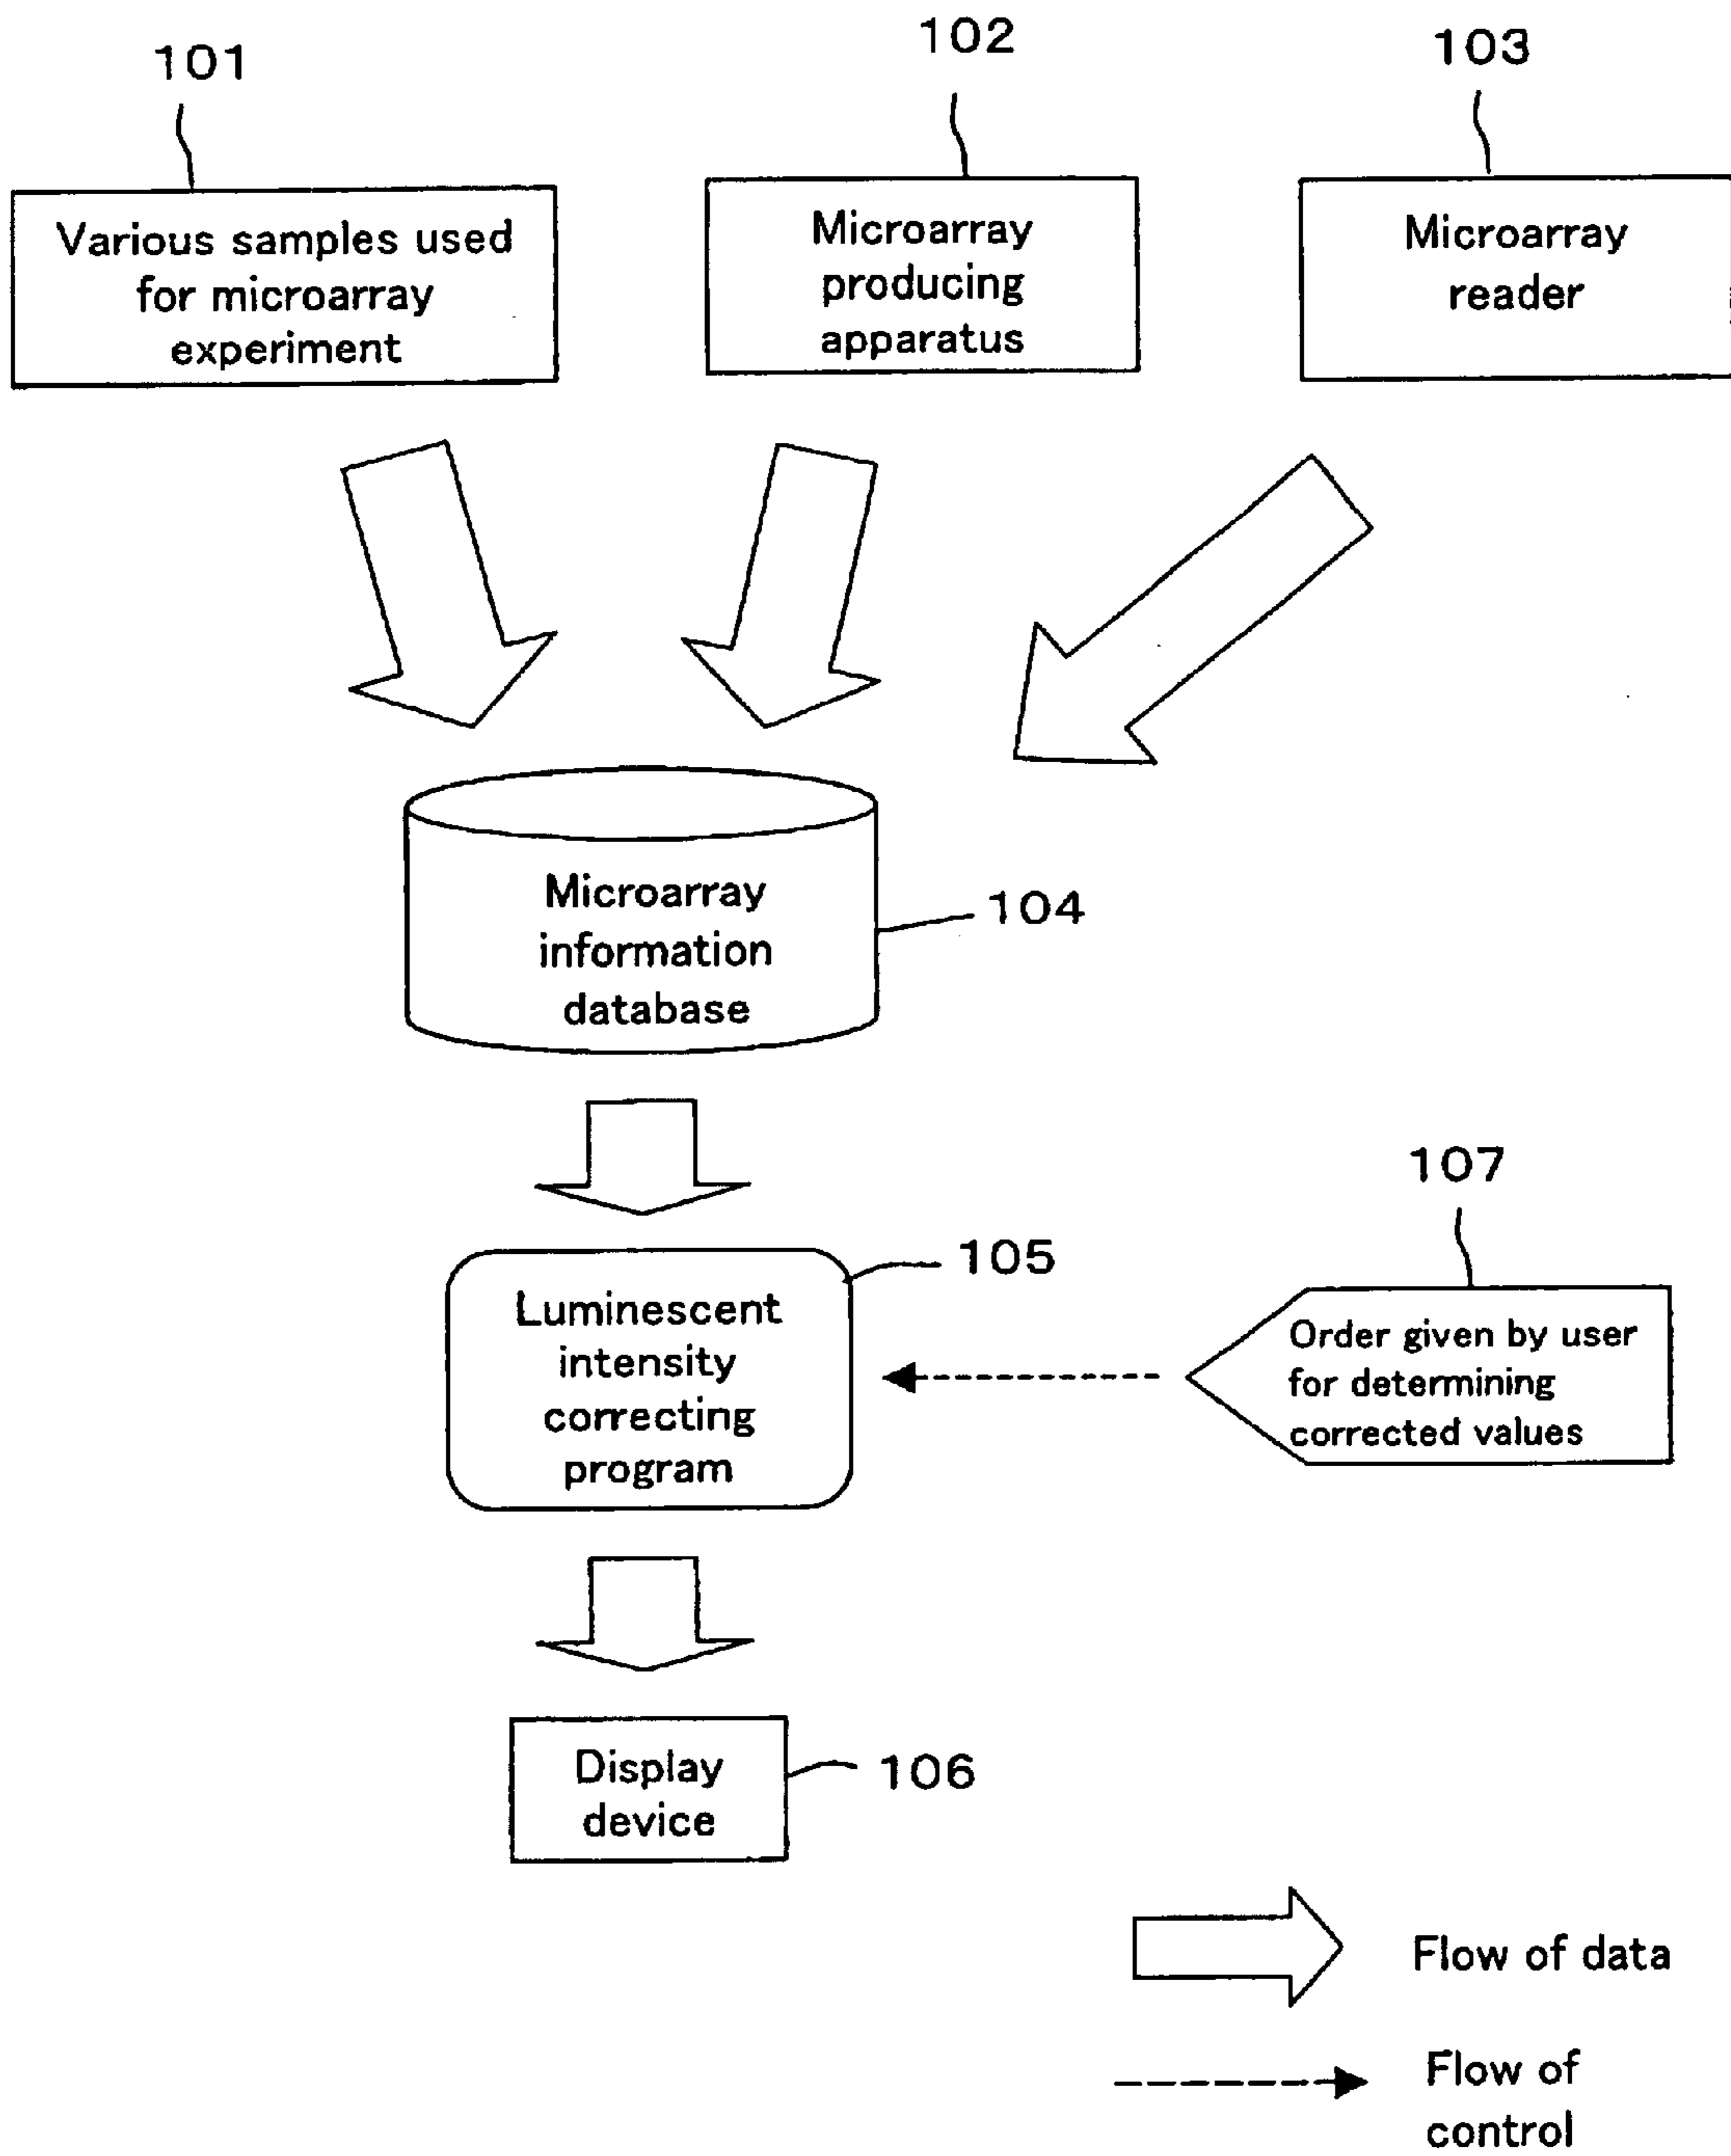 101
102
103
Various samples used
for microarray
experiment
Microarray
producing
apparatus
Microarray
reader
Microarray
information
database
104
Luminescent
intensity
correcting
program
105
107
Order given by user
for determining
corrected values
Display
device
106
Flow of data
Flow of
control